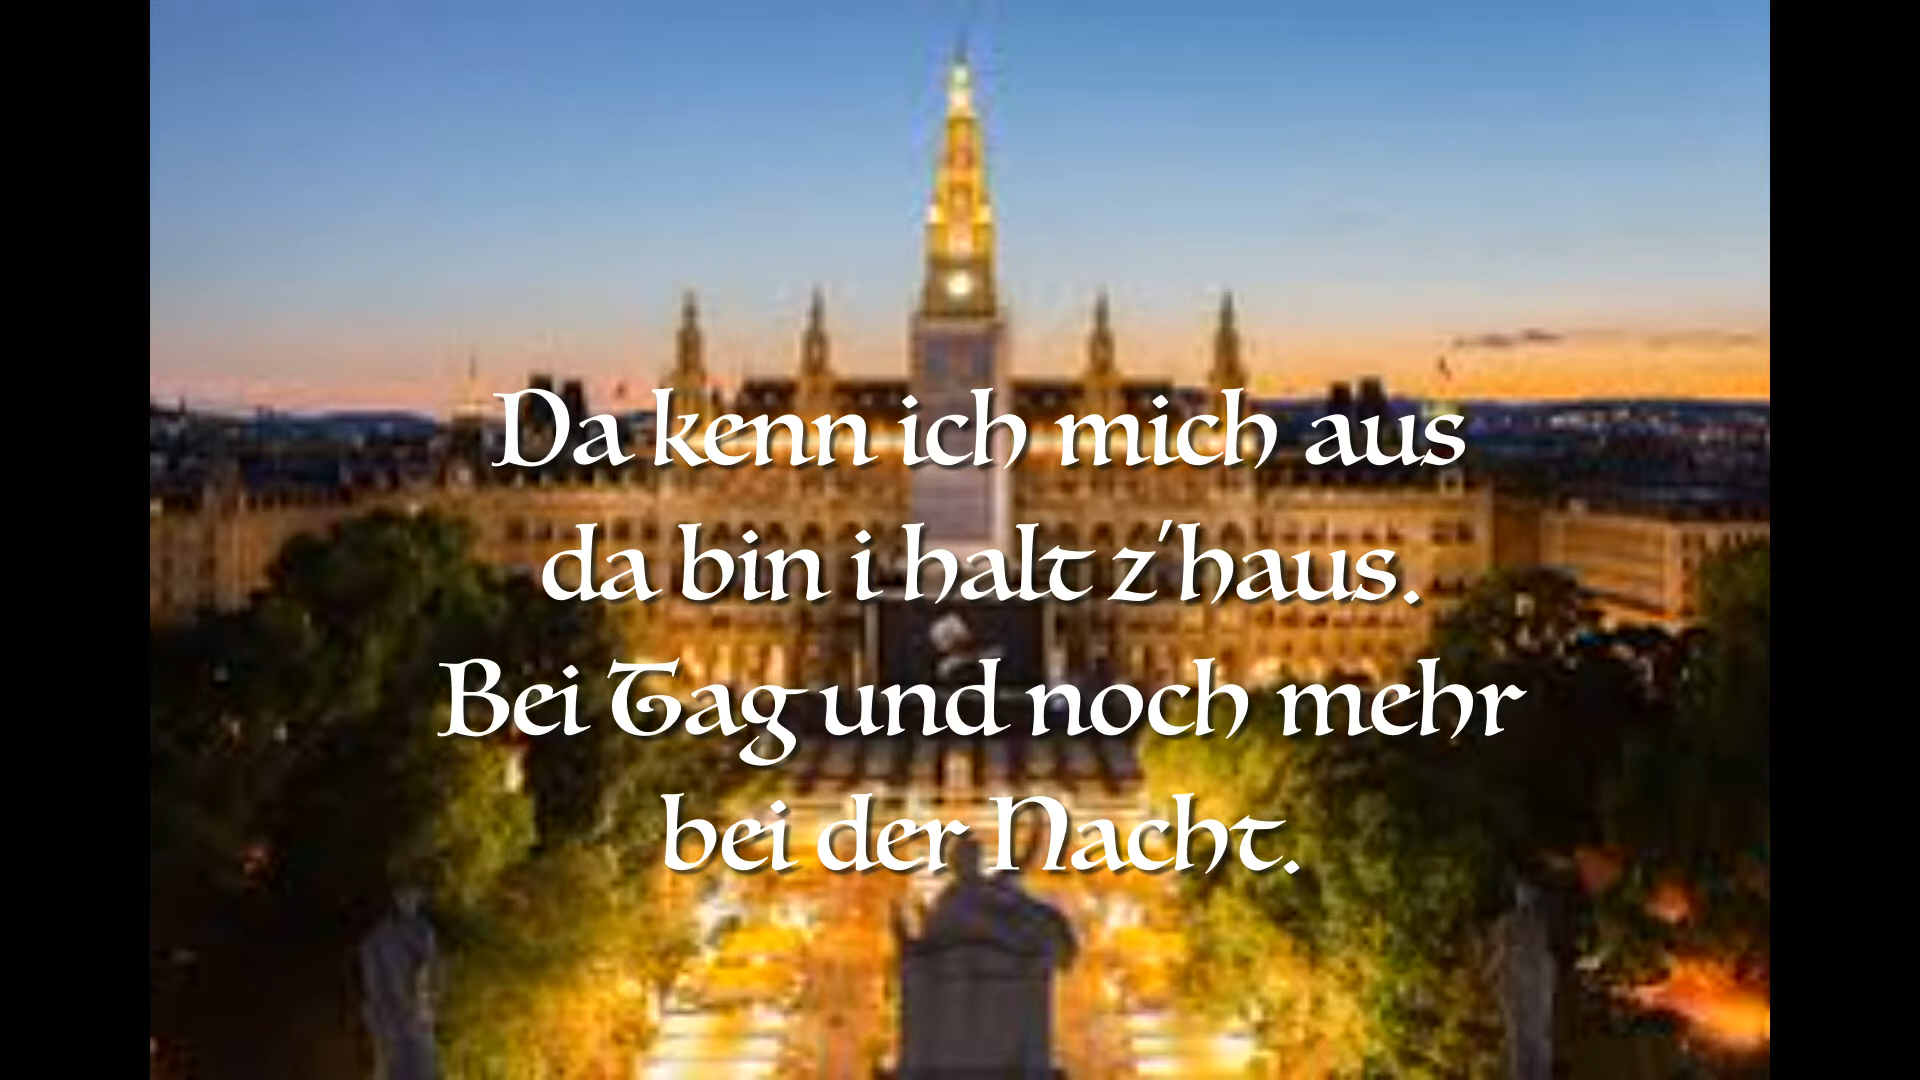 Da kenn ich mich aus
da bin i halt z'haus.
Bei Tag und noch mehr
bei der Nacht.